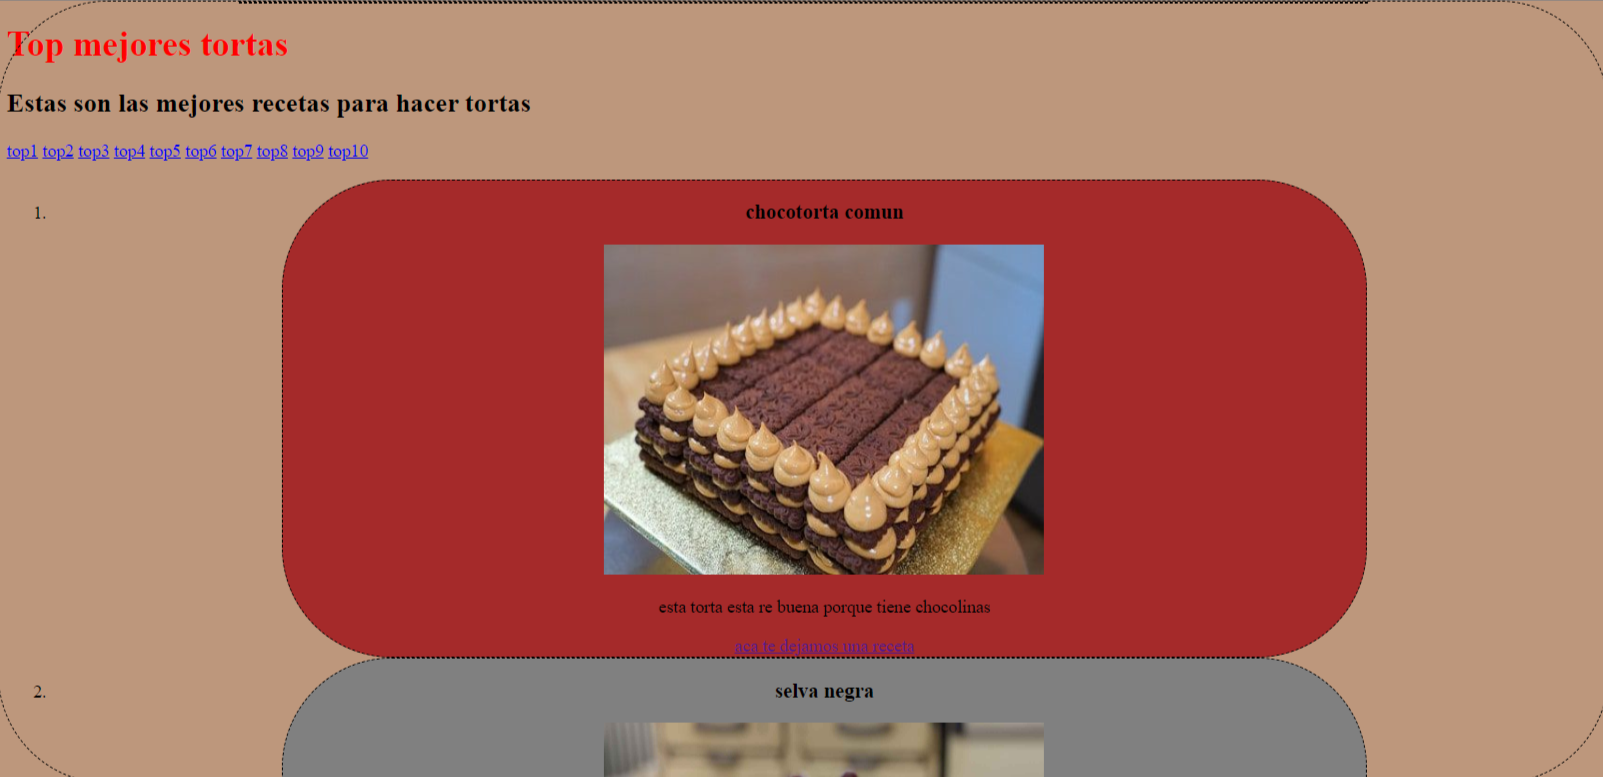 Top mejores tortas
Estas son las mejores recetas para hacer tortas
top1 top2 top3 top4 top5 top6 top7 top8 top9 top10
1.
chocotorta comun
esta torta esta re buena porque tiene chocolinas
aca te dejamos una receta
2.
selva negra